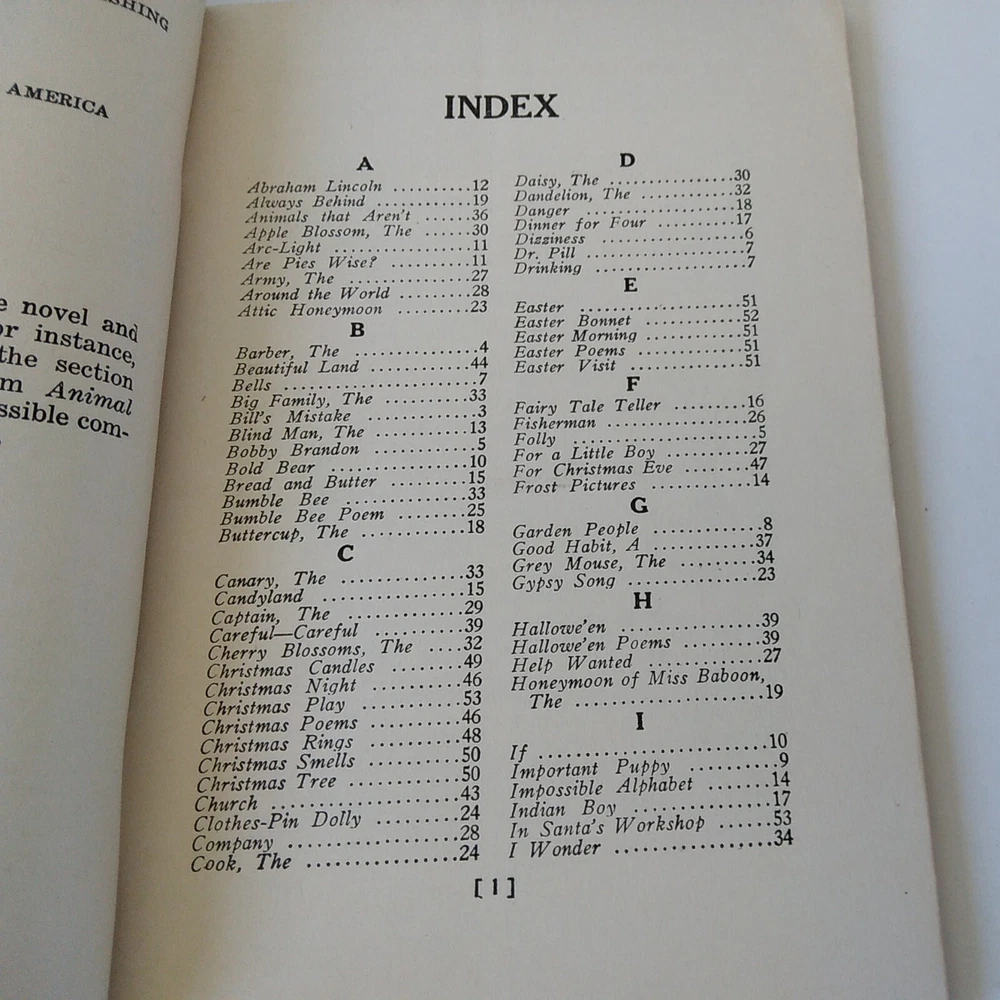 SHING
AMERICA
e novel and
or instance,
the section
m Animal
ssible com-
INDEX
A
Abraham Lincoln ..........12
Always Behind ............19
Animals that Aren't ......36
Apple Blossom, The ......30
Arc-Light ................11
Are Pies Wise? ..........11
Army, The ...............27
Around the World ........28
Attic Honeymoon .........23
B
Barber, The ..............4
Beautiful Land ...........44
Bells .....................7
Big Family, The ..........33
Bill's Mistake ............3
Blind Man, The ...........13
Bobby Brandon ............5
Bold Bear ................10
Bread and Butter .........15
Bumble Bee ...............33
Bumble Bee Poem ........25
Buttercup, The ...........18
C
Canary, The ..............33
Candyland ................15
Captain, The .............29
Careful—Careful ..........39
Cherry Blossoms, The ....32
Christmas Candles ........49
Christmas Night ..........46
Christmas Play ...........53
Christmas Poems .........46
Christmas Rings ..........48
Christmas Smells .........50
Christmas Tree ...........50
Church ...................43
Clothes-Pin Dolly .........24
Company .................28
Cook, The ................24
D
Daisy, The ...............30
Dandelion, The ...........32
Danger ..................18
Dinner for Four ..........17
Dizziness .................6
Dr. Pill ...................7
Drinking ..................7
E
Easter ...................51
Easter Bonnet ............52
Easter Morning ...........51
Easter Poems ............51
Easter Visit ..............51
F
Fairy Tale Teller .........16
Fisherman ...............26
Folly .....................5
For a Little Boy ..........27
For Christmas Eve .......47
Frost Pictures ............14
G
Garden People ............8
Good Habit, A ...........37
Grey Mouse, The .........34
Gypsy Song ..............23
H
Hallowe'en ...............39
Hallowe'en Poems ........39
Help Wanted .............27
Honeymoon of Miss Baboon,
The .....................19
I
If ........................10
Important Puppy ..........9
Impossible Alphabet ......14
Indian Boy ...............17
In Santa's Workshop ......53
I Wonder ................34
[ 1 ]